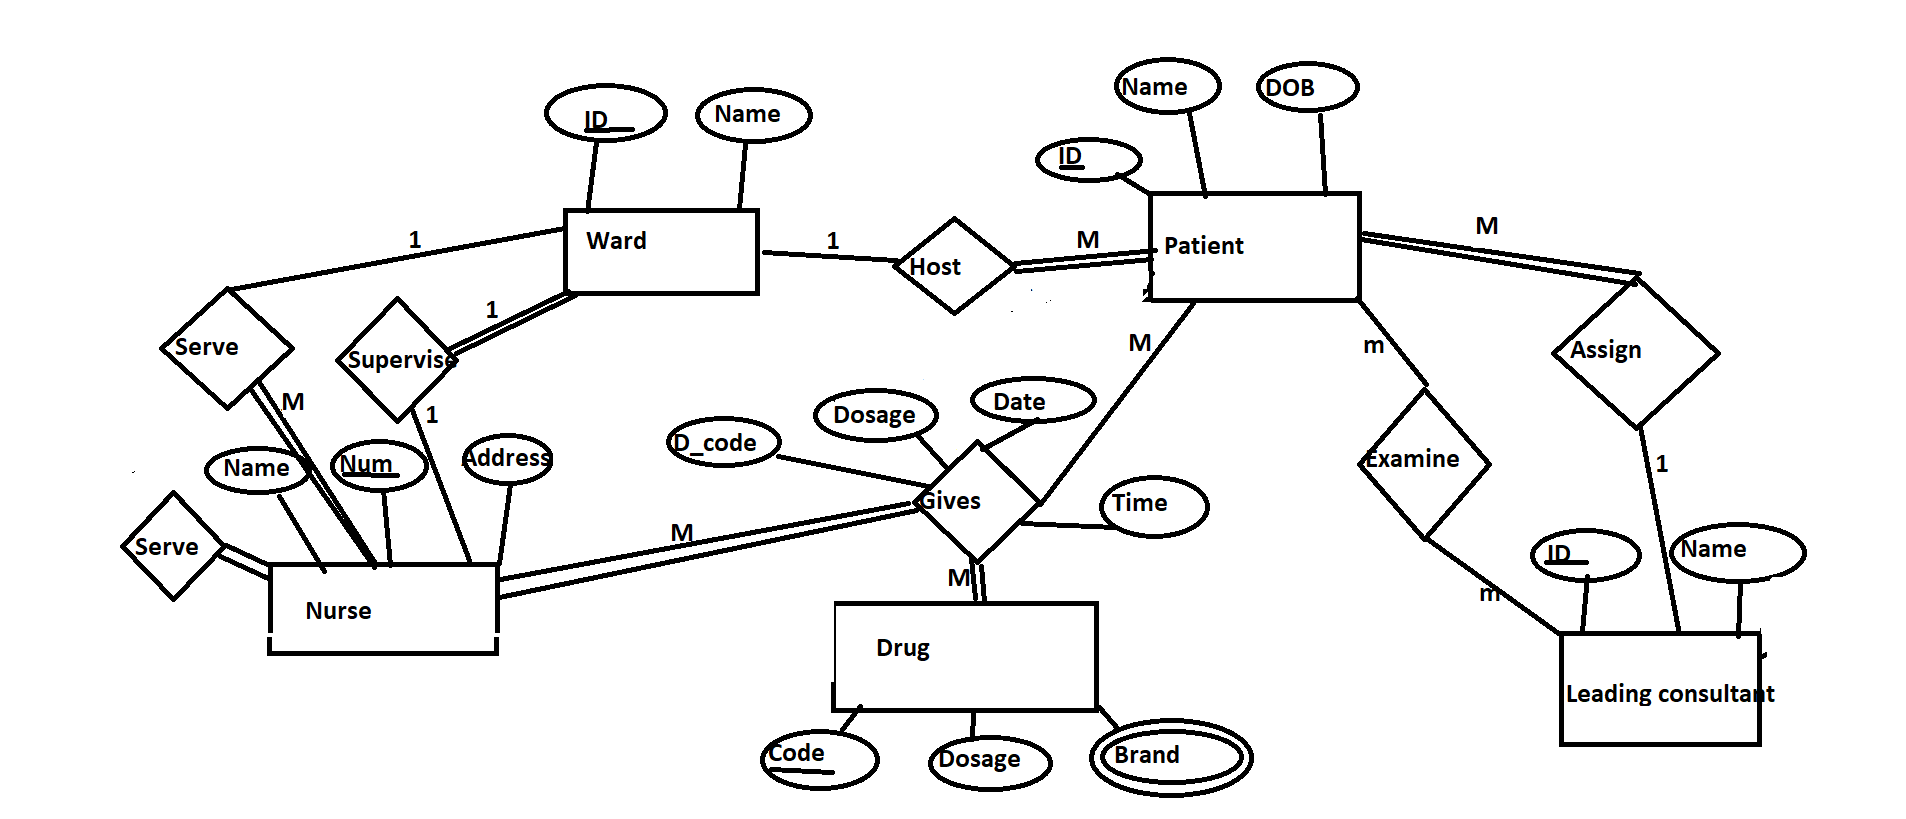 Name
DOB
ID
Name
ID
M
1
1
M
Ward
Host
Patient
1
M
m
Serve
Supervise
Assign
M
1
Dosage
Date
D_code
Name
Num
Address
Examine
1
Gives
Time
M
Serve
ID
Name
M
m
Nurse
Drug
Leading consultant
Code
Dosage
Brand